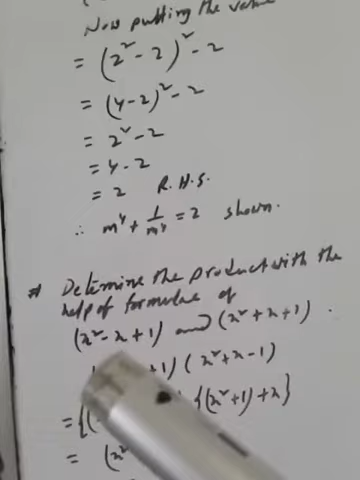 Now putting the value
= (2² - 2)² - 2
= (4-2)² - 2
= 2² - 2
= 4 - 2
= 2 R.H.S.
∴ m⁴ + 1/m⁴ = 2 shown.
# Determine the product with the
help of formulae of
(x² - x + 1) and (x² + x + 1).
+1) (x² + x - 1)
= {( {(x² + 1) + x}
= (x²